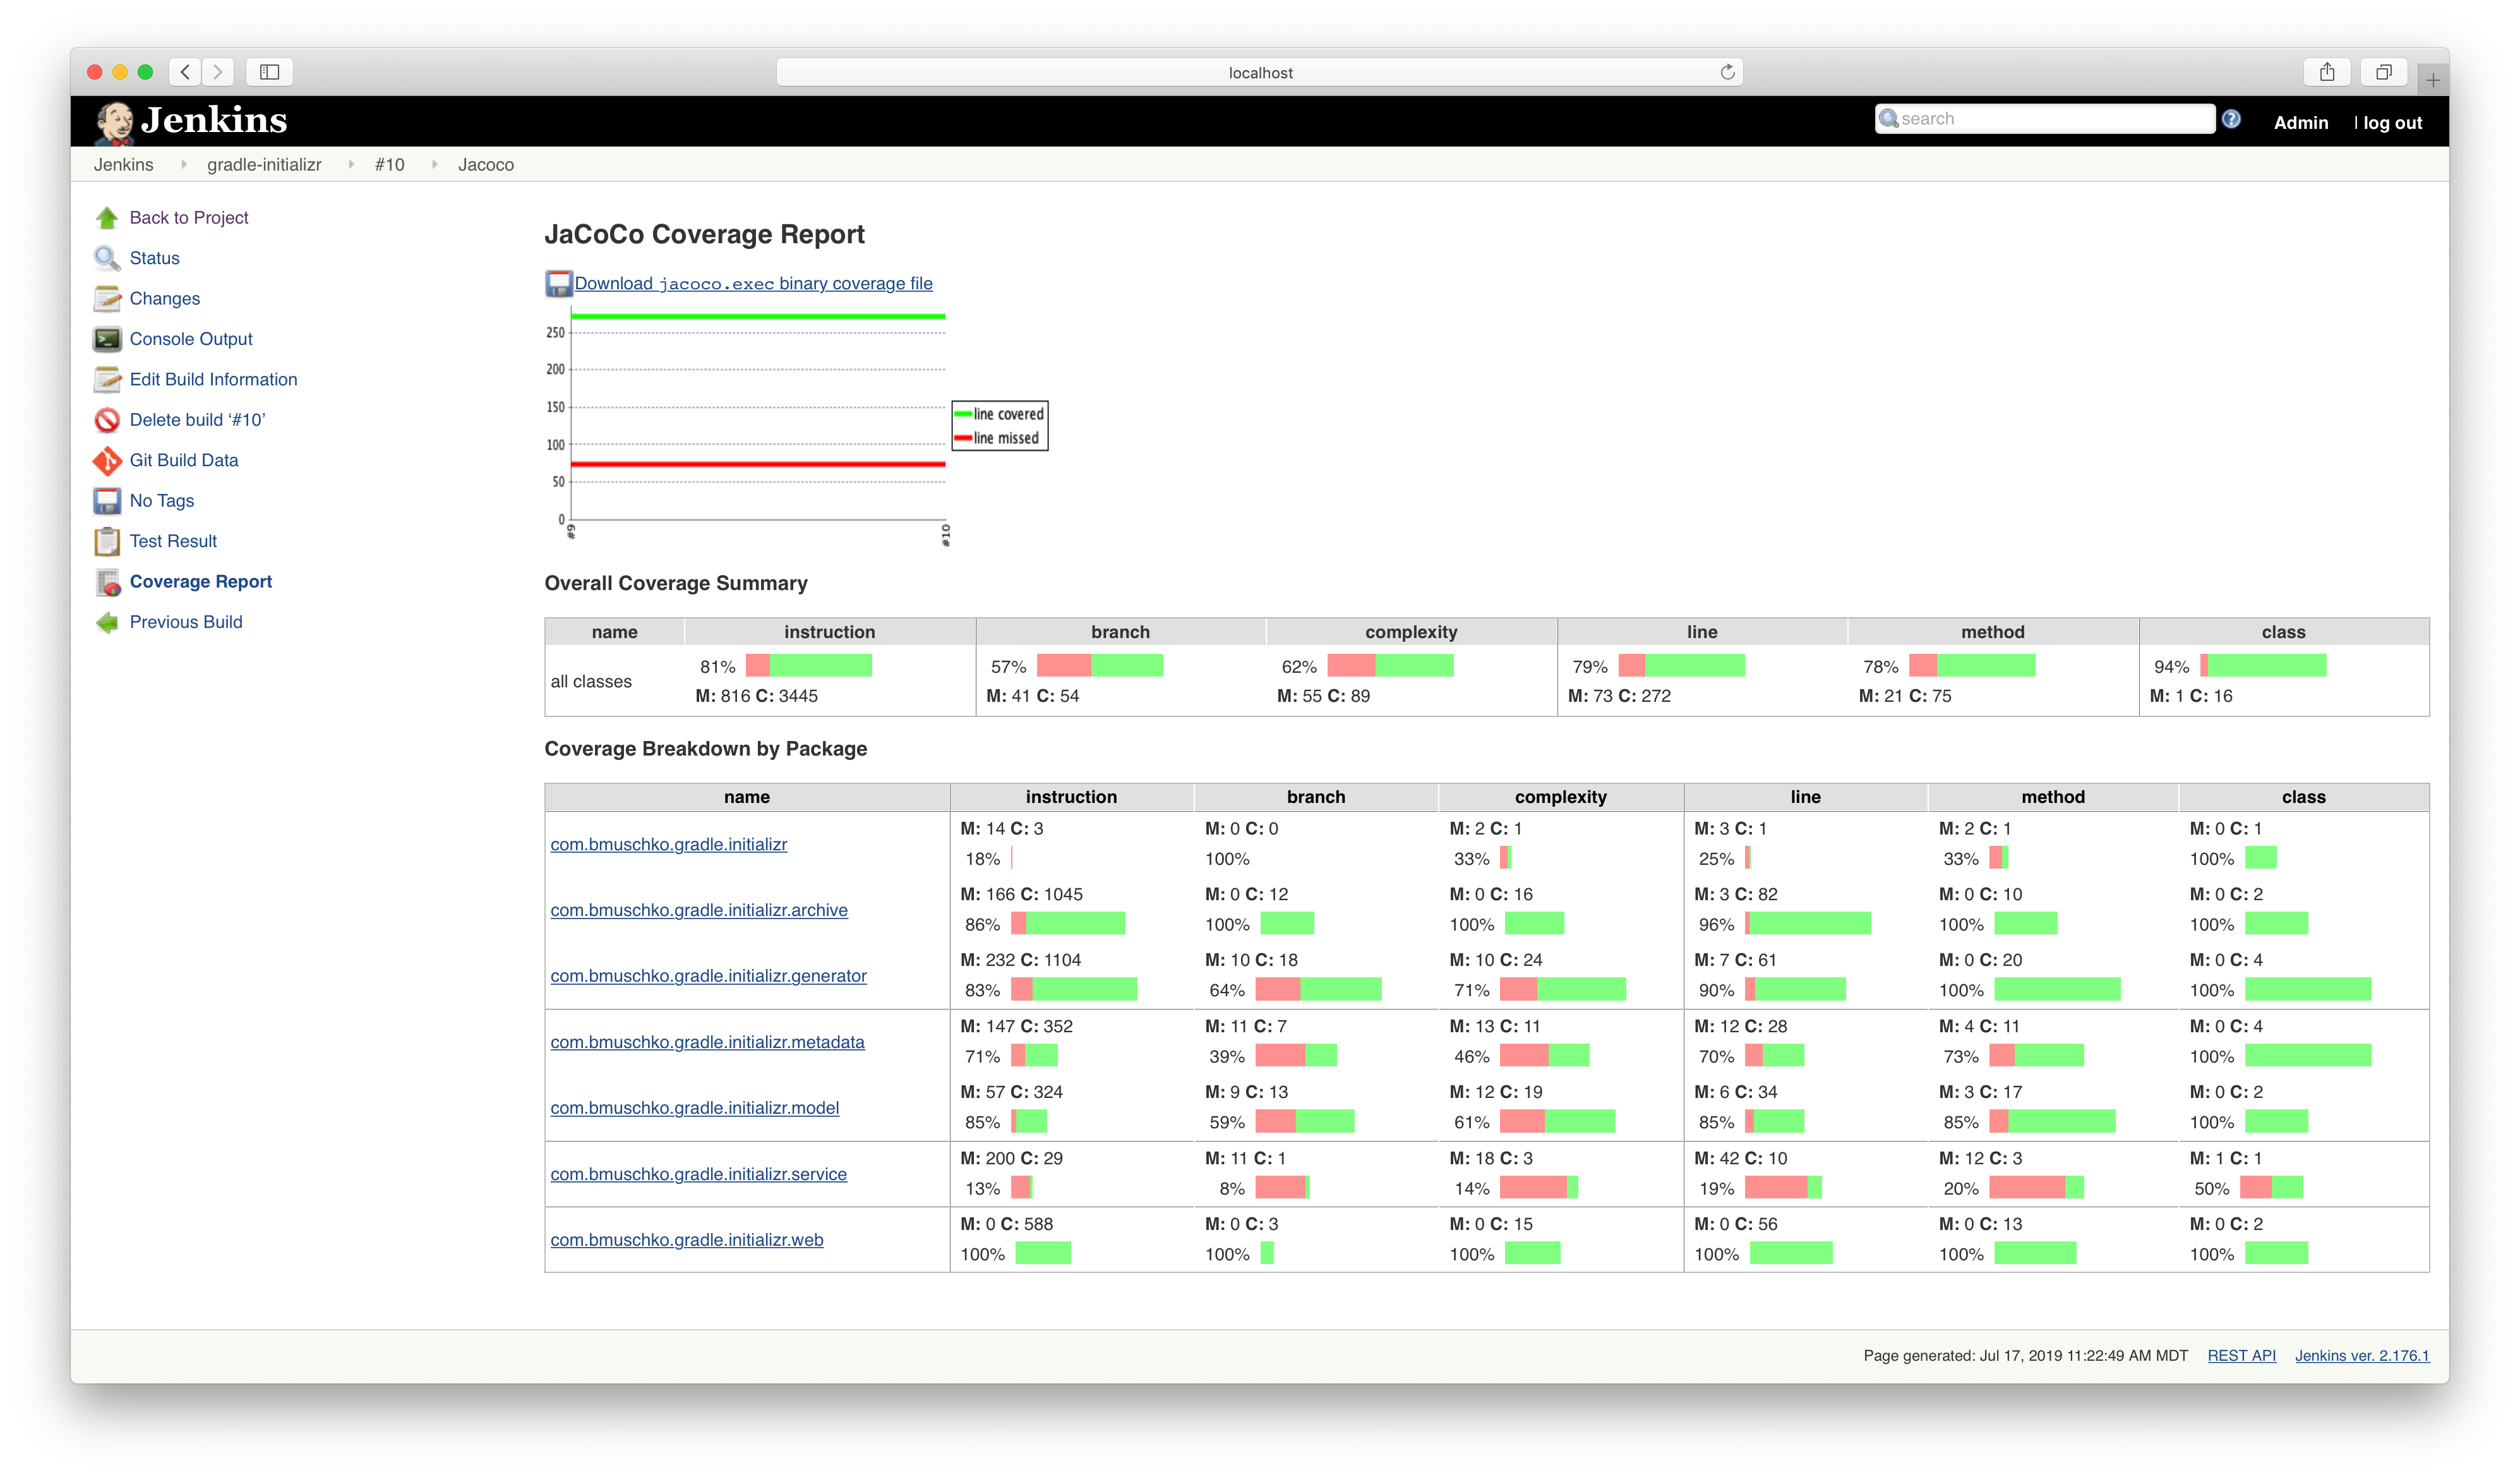 localhost
Jenkins
search
Admin | log out
Jenkins gradle-initializr #10 Jacoco
Back to Project
Status
Changes
Console Output
Edit Build Information
Delete build ‘#10’
Git Build Data
No Tags
Test Result
Coverage Report
Previous Build
JaCoCo Coverage Report
Download jacoco.exec binary coverage file
250
200
150
100
50
0
#9
#10
line covered
line missed
Overall Coverage Summary
name instruction branch complexity line method class
all classes
81% 57% 62% 79% 78% 94%
M: 816 C: 3445 M: 41 C: 54 M: 55 C: 89 M: 73 C: 272 M: 21 C: 75 M: 1 C: 16
Coverage Breakdown by Package
name instruction branch complexity line method class
com.bmuschko.gradle.initializr
M: 14 C: 3 M: 0 C: 0 M: 2 C: 1 M: 3 C: 1 M: 2 C: 1 M: 0 C: 1
18% 100% 33% 25% 33% 100%
com.bmuschko.gradle.initializr.archive
M: 166 C: 1045 M: 0 C: 12 M: 0 C: 16 M: 3 C: 82 M: 0 C: 10 M: 0 C: 2
86% 100% 100% 96% 100% 100%
com.bmuschko.gradle.initializr.generator
M: 232 C: 1104 M: 10 C: 18 M: 10 C: 24 M: 7 C: 61 M: 0 C: 20 M: 0 C: 4
83% 64% 71% 90% 100% 100%
com.bmuschko.gradle.initializr.metadata
M: 147 C: 352 M: 11 C: 7 M: 13 C: 11 M: 12 C: 28 M: 4 C: 11 M: 0 C: 4
71% 39% 46% 70% 73% 100%
com.bmuschko.gradle.initializr.model
M: 57 C: 324 M: 9 C: 13 M: 12 C: 19 M: 6 C: 34 M: 3 C: 17 M: 0 C: 2
85% 59% 61% 85% 85% 100%
com.bmuschko.gradle.initializr.service
M: 200 C: 29 M: 11 C: 1 M: 18 C: 3 M: 42 C: 10 M: 12 C: 3 M: 1 C: 1
13% 8% 14% 19% 20% 50%
com.bmuschko.gradle.initializr.web
M: 0 C: 588 M: 0 C: 3 M: 0 C: 15 M: 0 C: 56 M: 0 C: 13 M: 0 C: 2
100% 100% 100% 100% 100% 100%
Page generated: Jul 17, 2019 11:22:49 AM MDT REST API Jenkins ver. 2.176.1